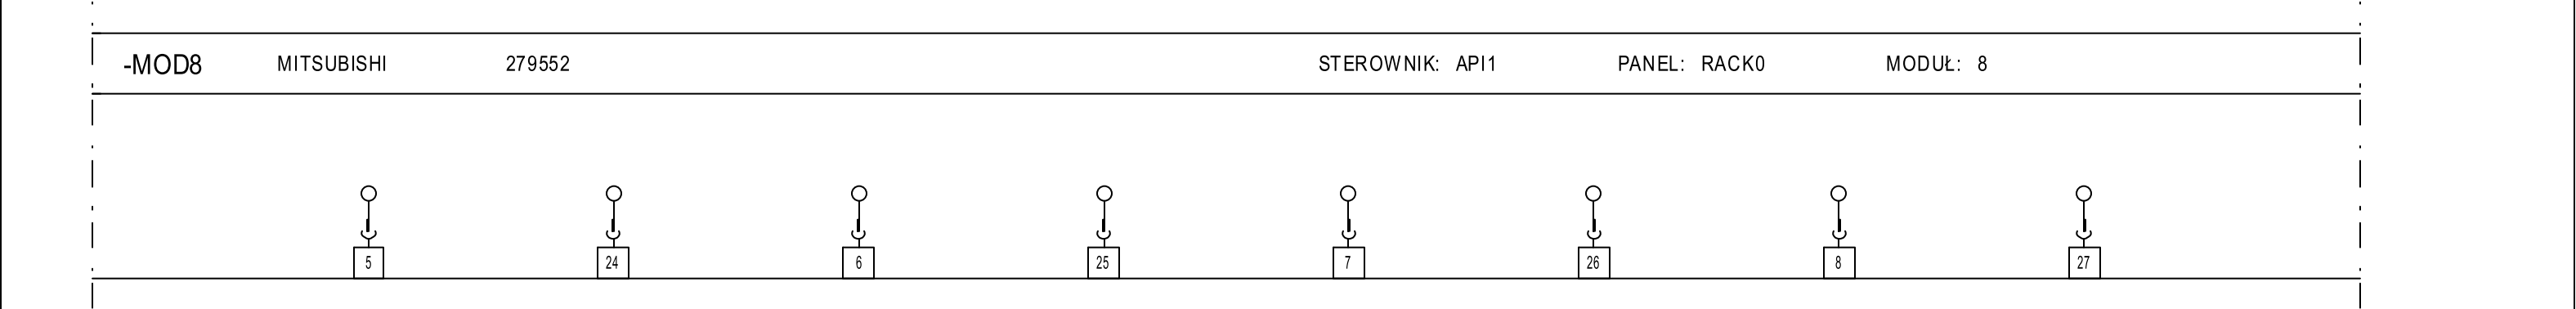 -MOD8 MITSUBISHI 279552 STEROWNIK: API1 PANEL: RACK0 MODUŁ: 8
5 24 6 25 7 26 8 27